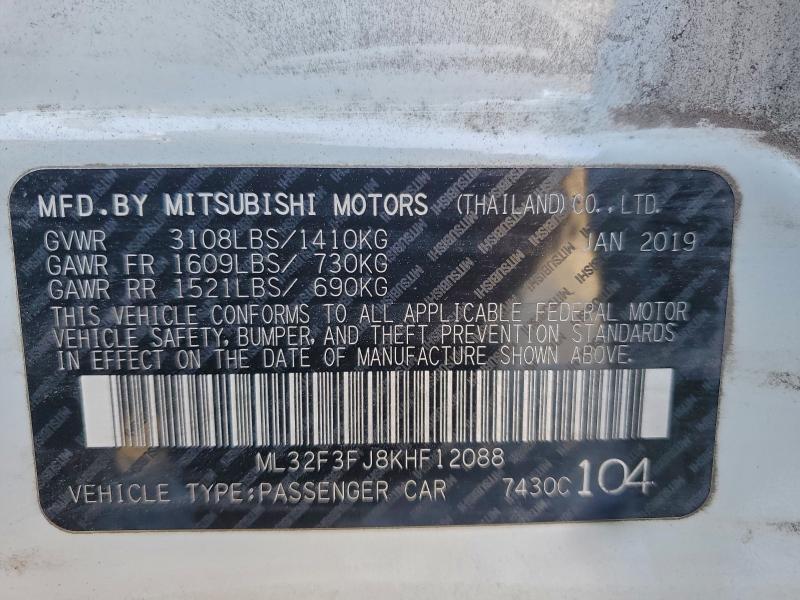 MFD.BY MITSUBISHI MOTORS (THAILAND)CO.,LTD.
GVWR 3108LBS/1410KG JAN 2019
GAWR FR 1609LBS/ 730KG
GAWR RR 1521LBS/ 690KG
THIS VEHICLE CONFORMS TO ALL APPLICABLE FEDERAL MOTOR
VEHICLE SAFETY, BUMPER, AND THEFT PREVENTION STANDARDS
IN EFFECT ON THE DATE OF MANUFACTURE SHOWN ABOVE.
ML32F3FJ8KHF12088
VEHICLE TYPE:PASSENGER CAR 7430C 104